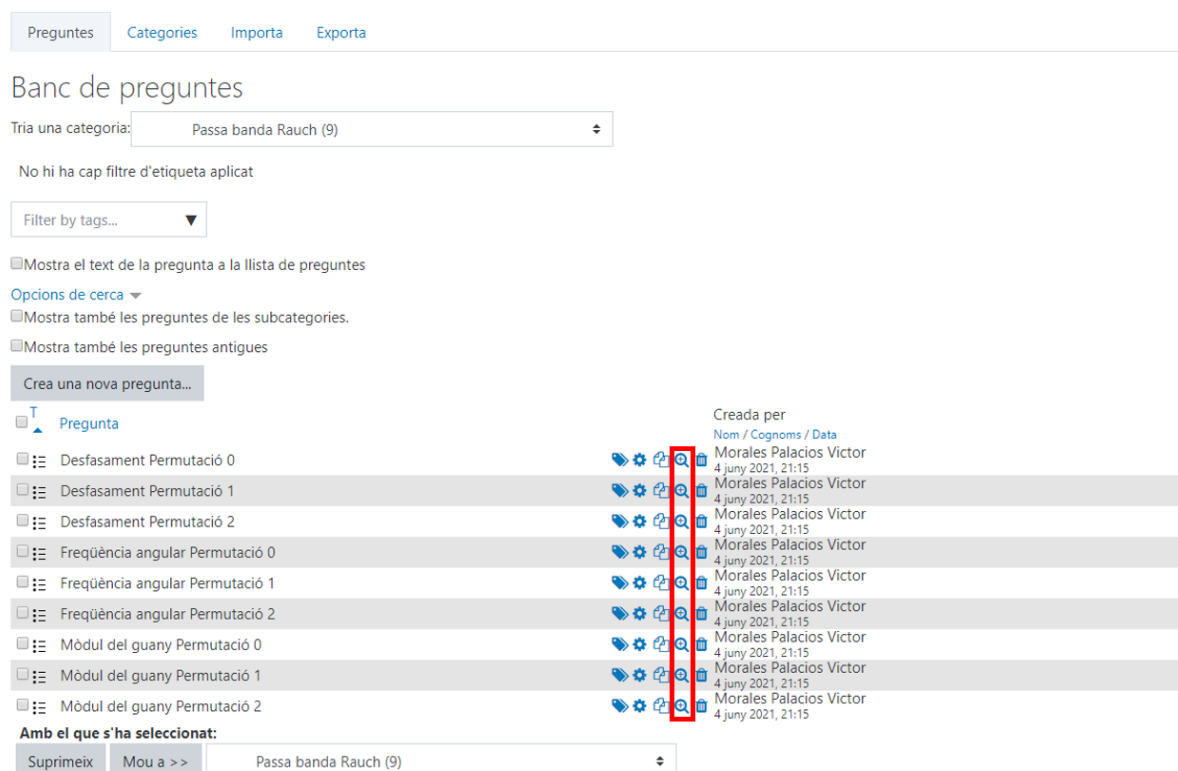 Preguntes Categories Importa Exporta
Banc de preguntes
Tria una categoria: Passa banda Rauch (9)
No hi ha cap filtre d'etiqueta aplicat
Filter by tags... ▼
Mostra el text de la pregunta a la llista de preguntes
Opcions de cerca
Mostra també les preguntes de les subcategories.
Mostra també les preguntes antigues
Crea una nova pregunta...
T Pregunta
Creada per
Nom / Cognoms / Data
Desfasament Permutació 0 Morales Palacios Victor
4 juny 2021, 21:15
Desfasament Permutació 1 Morales Palacios Victor
4 juny 2021, 21:15
Desfasament Permutació 2 Morales Palacios Victor
4 juny 2021, 21:15
Freqüència angular Permutació 0 Morales Palacios Victor
4 juny 2021, 21:15
Freqüència angular Permutació 1 Morales Palacios Victor
4 juny 2021, 21:15
Freqüència angular Permutació 2 Morales Palacios Victor
4 juny 2021, 21:15
Mòdul del guany Permutació 0 Morales Palacios Victor
4 juny 2021, 21:15
Mòdul del guany Permutació 1 Morales Palacios Victor
4 juny 2021, 21:15
Mòdul del guany Permutació 2 Morales Palacios Victor
4 juny 2021, 21:15
Amb el que s'ha seleccionat:
Suprimeix Mou a >> Passa banda Rauch (9)